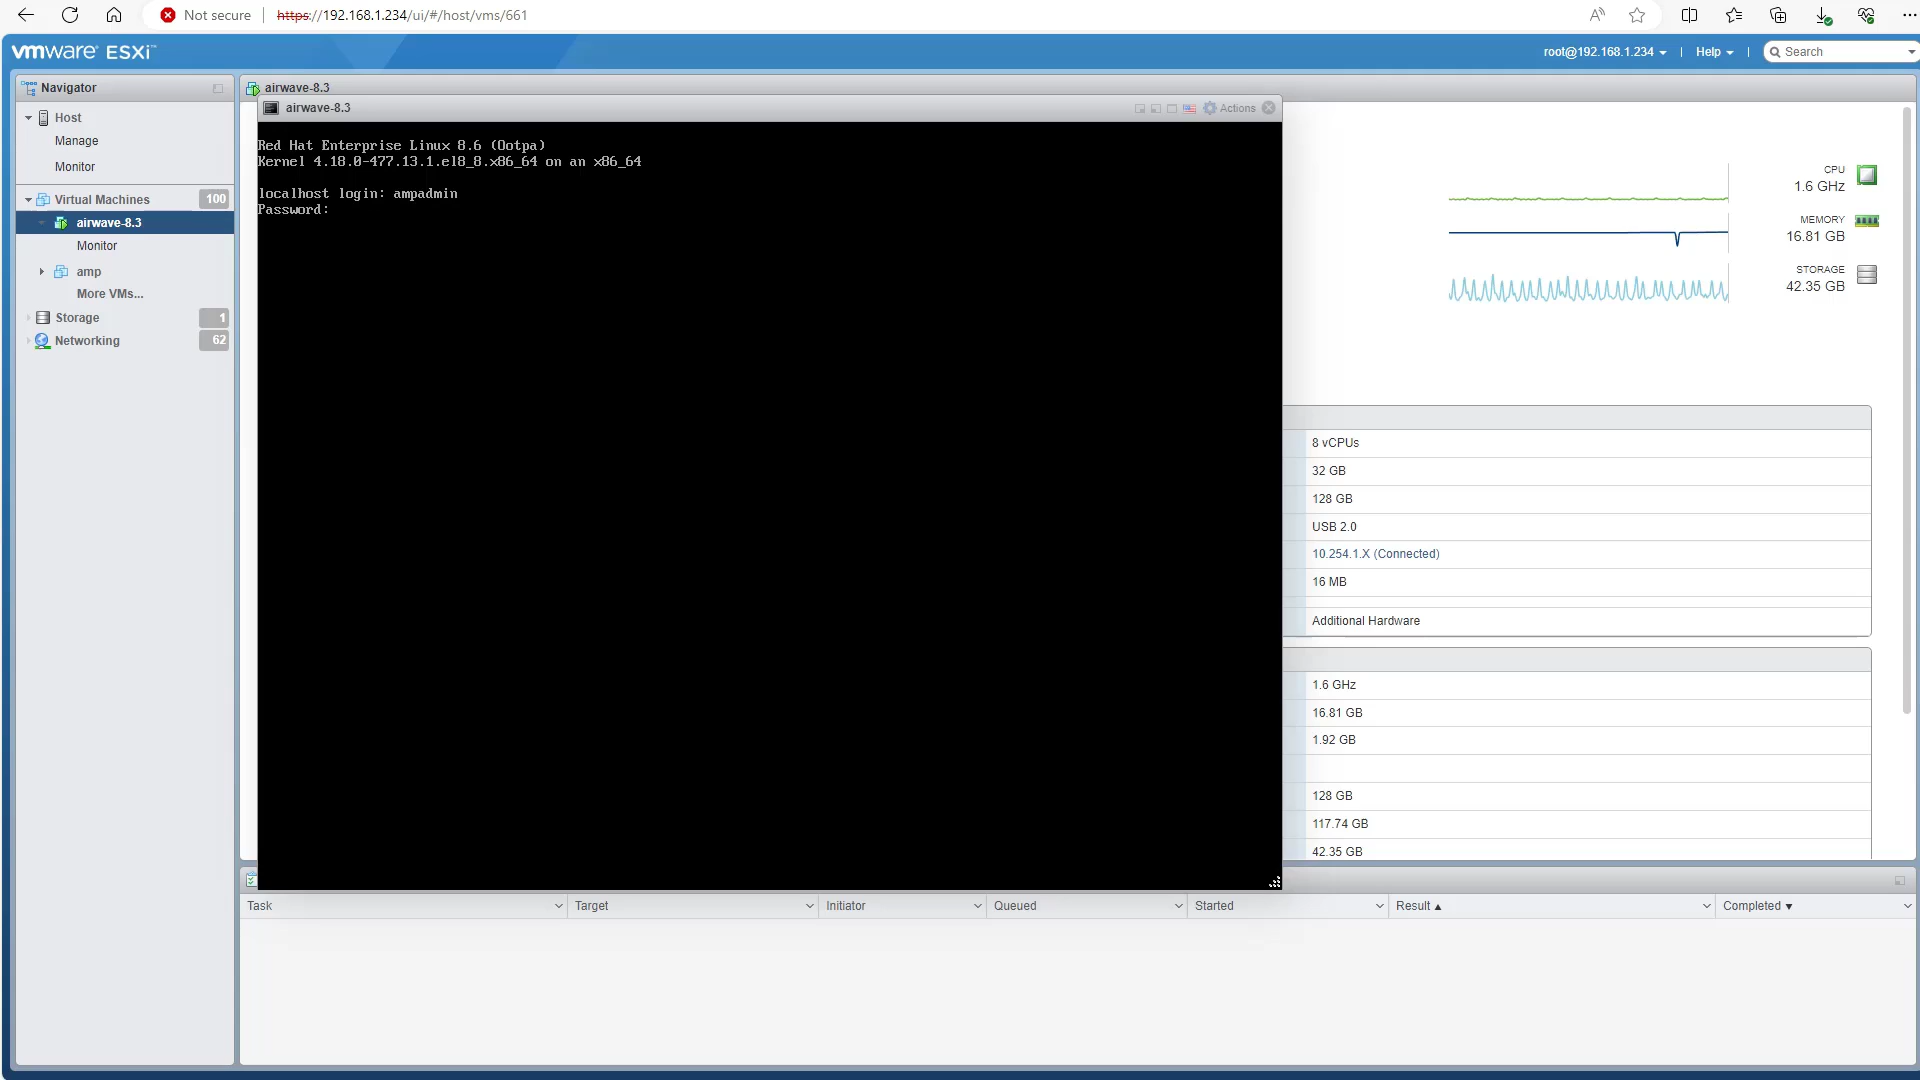 Not secure
https://192.168.1.234/ui/#/host/vms/661
vmware ESXi™
root@192.168.1.234
Help
Search
Navigator
Host
Manage
Monitor
Virtual Machines 100
airwave-8.3
Monitor
amp
More VMs...
Storage 1
Networking 62
airwave-8.3
airwave-8.3
Actions
Red Hat Enterprise Linux 8.6 (Ootpa)
Kernel 4.18.0-477.13.1.el8_8.x86_64 on an x86_64
localhost login: ampadmin
Password:
CPU
1.6 GHz
MEMORY
16.81 GB
STORAGE
42.35 GB
8 vCPUs
32 GB
128 GB
USB 2.0
10.254.1.X (Connected)
16 MB
Additional Hardware
1.6 GHz
16.81 GB
1.92 GB
128 GB
117.74 GB
42.35 GB
Task Target Initiator Queued Started Result ▲ Completed ▼